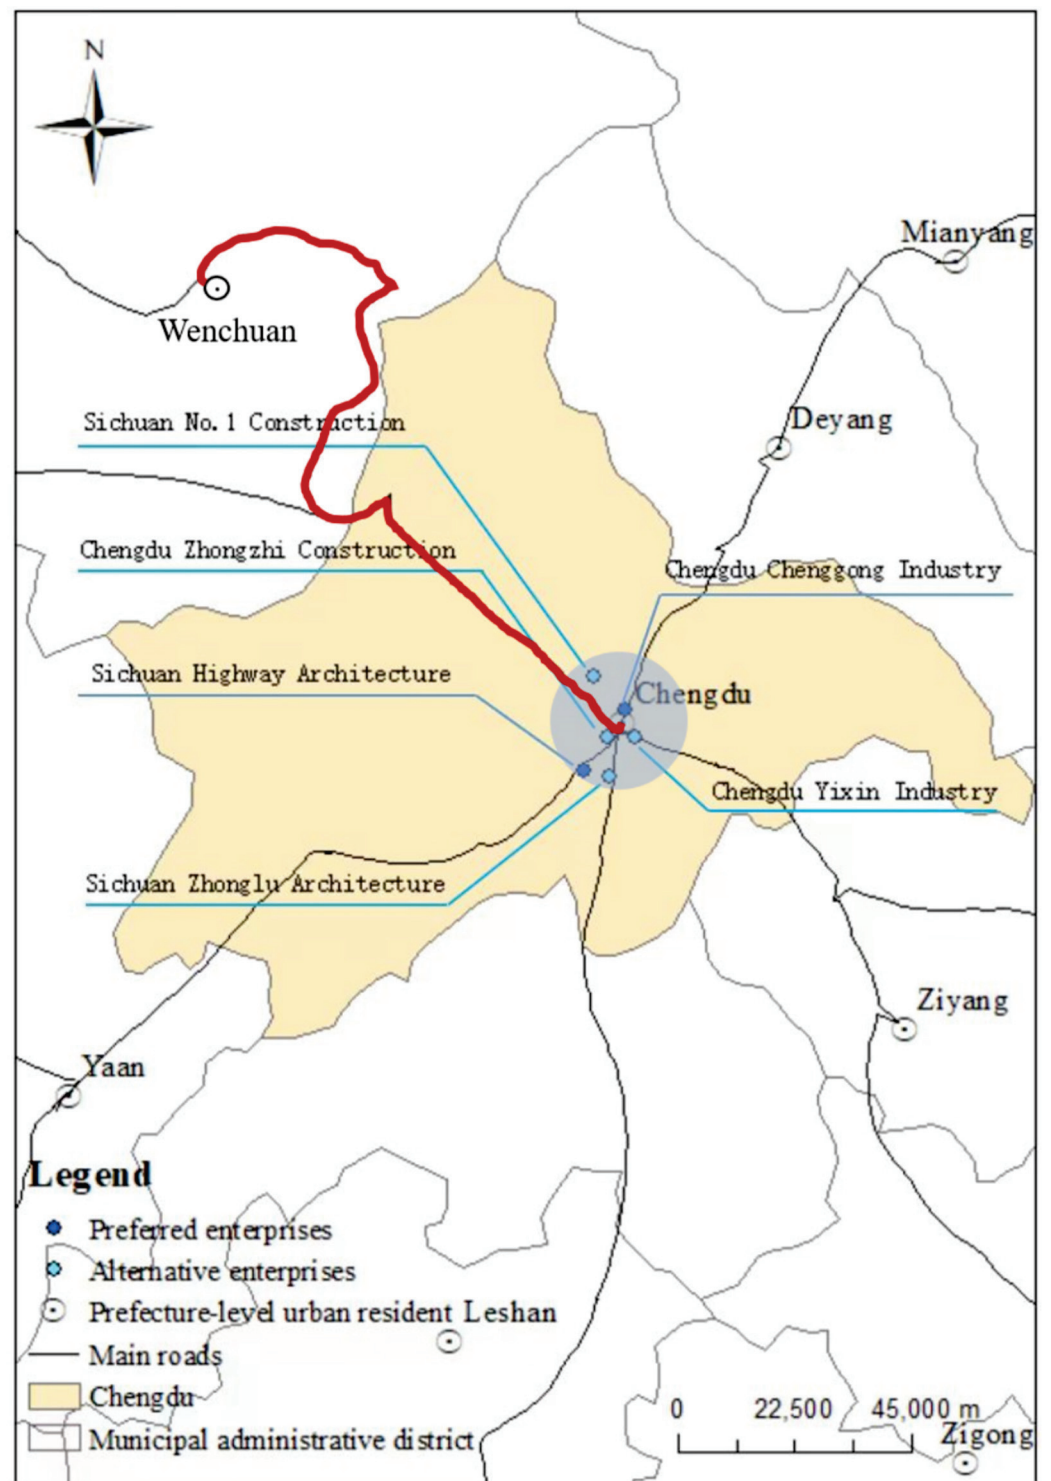 N
Mianyang
Wenchuan
Sichuan No.1 Construction
Deyang
Chengdu Zhongzhi Construction
Chengdu Chenggong Industry
Sichuan Highway Architecture
Chengdu
Chengdu Yixin Industry
Sichuan Zhonglu Architecture
Ziyang
Yaan
Legend
Preferred enterprises
Alternative enterprises
Prefecture-level urban resident
Leshan
Main roads
Chengdu
Municipal administrative district
0 22,500 45,000 m
Zigong